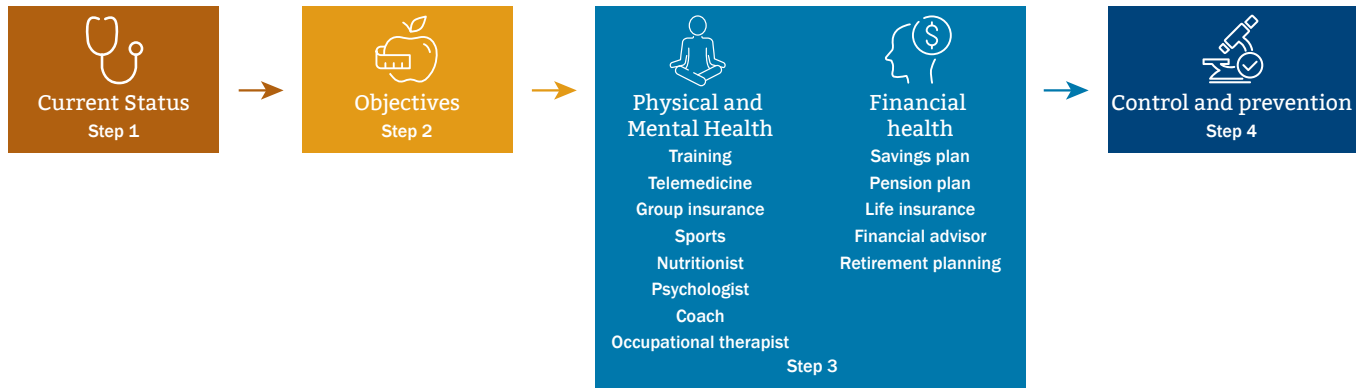 Current Status
Step 1
Objectives
Step 2
Physical and
Mental Health
Training
Telemedicine
Group insurance
Sports
Nutritionist
Psychologist
Coach
Occupational therapist
$
Financial
health
Savings plan
Pension plan
Life insurance
Financial advisor
Retirement planning
Step 3
Control and prevention
Step 4